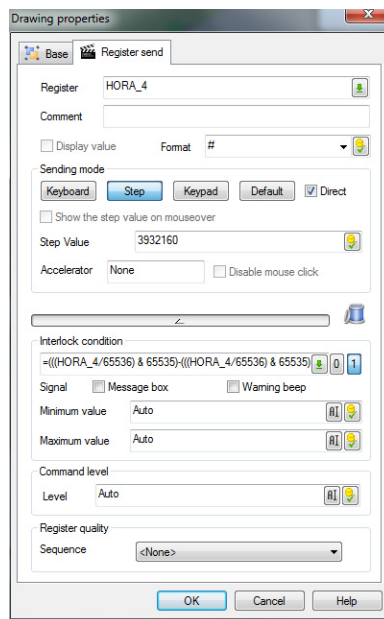 Drawing properties
Base Register send
Register HORA_4
Comment
Display value Format #
Sending mode
Keyboard Step Keypad Default Direct
Show the step value on mouseover
Step Value 3932160
Accelerator None Disable mouse click
Interlock condition
=(((HORA_4/65536) & 65535)-(((HORA_4/65536) & 65535) 0 1
Signal Message box Warning beep
Minimum value Auto AI
Maximum value Auto AI
Command level
Level Auto AI
Register quality
Sequence <None>
OK Cancel Help